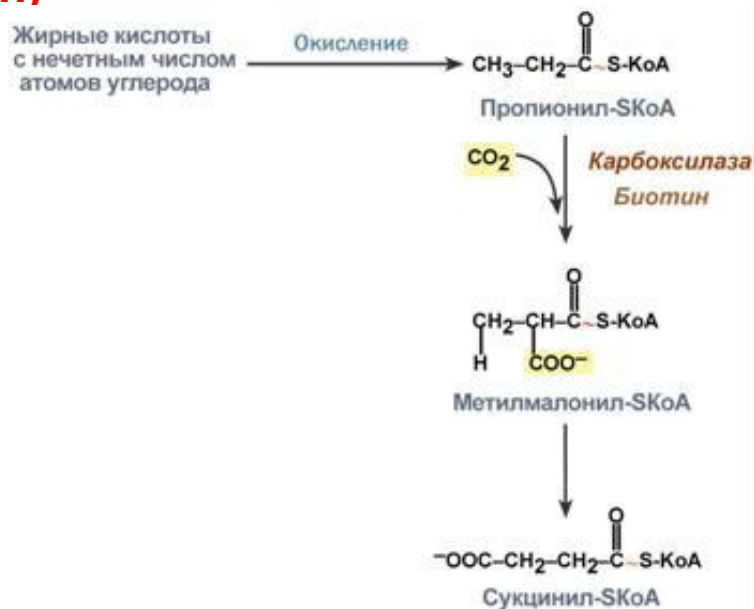 Жирные кислоты
с нечетным числом
атомов углерода
Окисление
O
CH₃–CH₂–C~S-KoA
Пропионил-SKoA
CO₂
Карбоксилаза
Биотин
O
CH₂–CH–C~S-KoA
H COO⁻
Метилмалонил-SKoA
O
⁻OOC–CH₂–CH₂–C~S-KoA
Сукцинил-SKoA